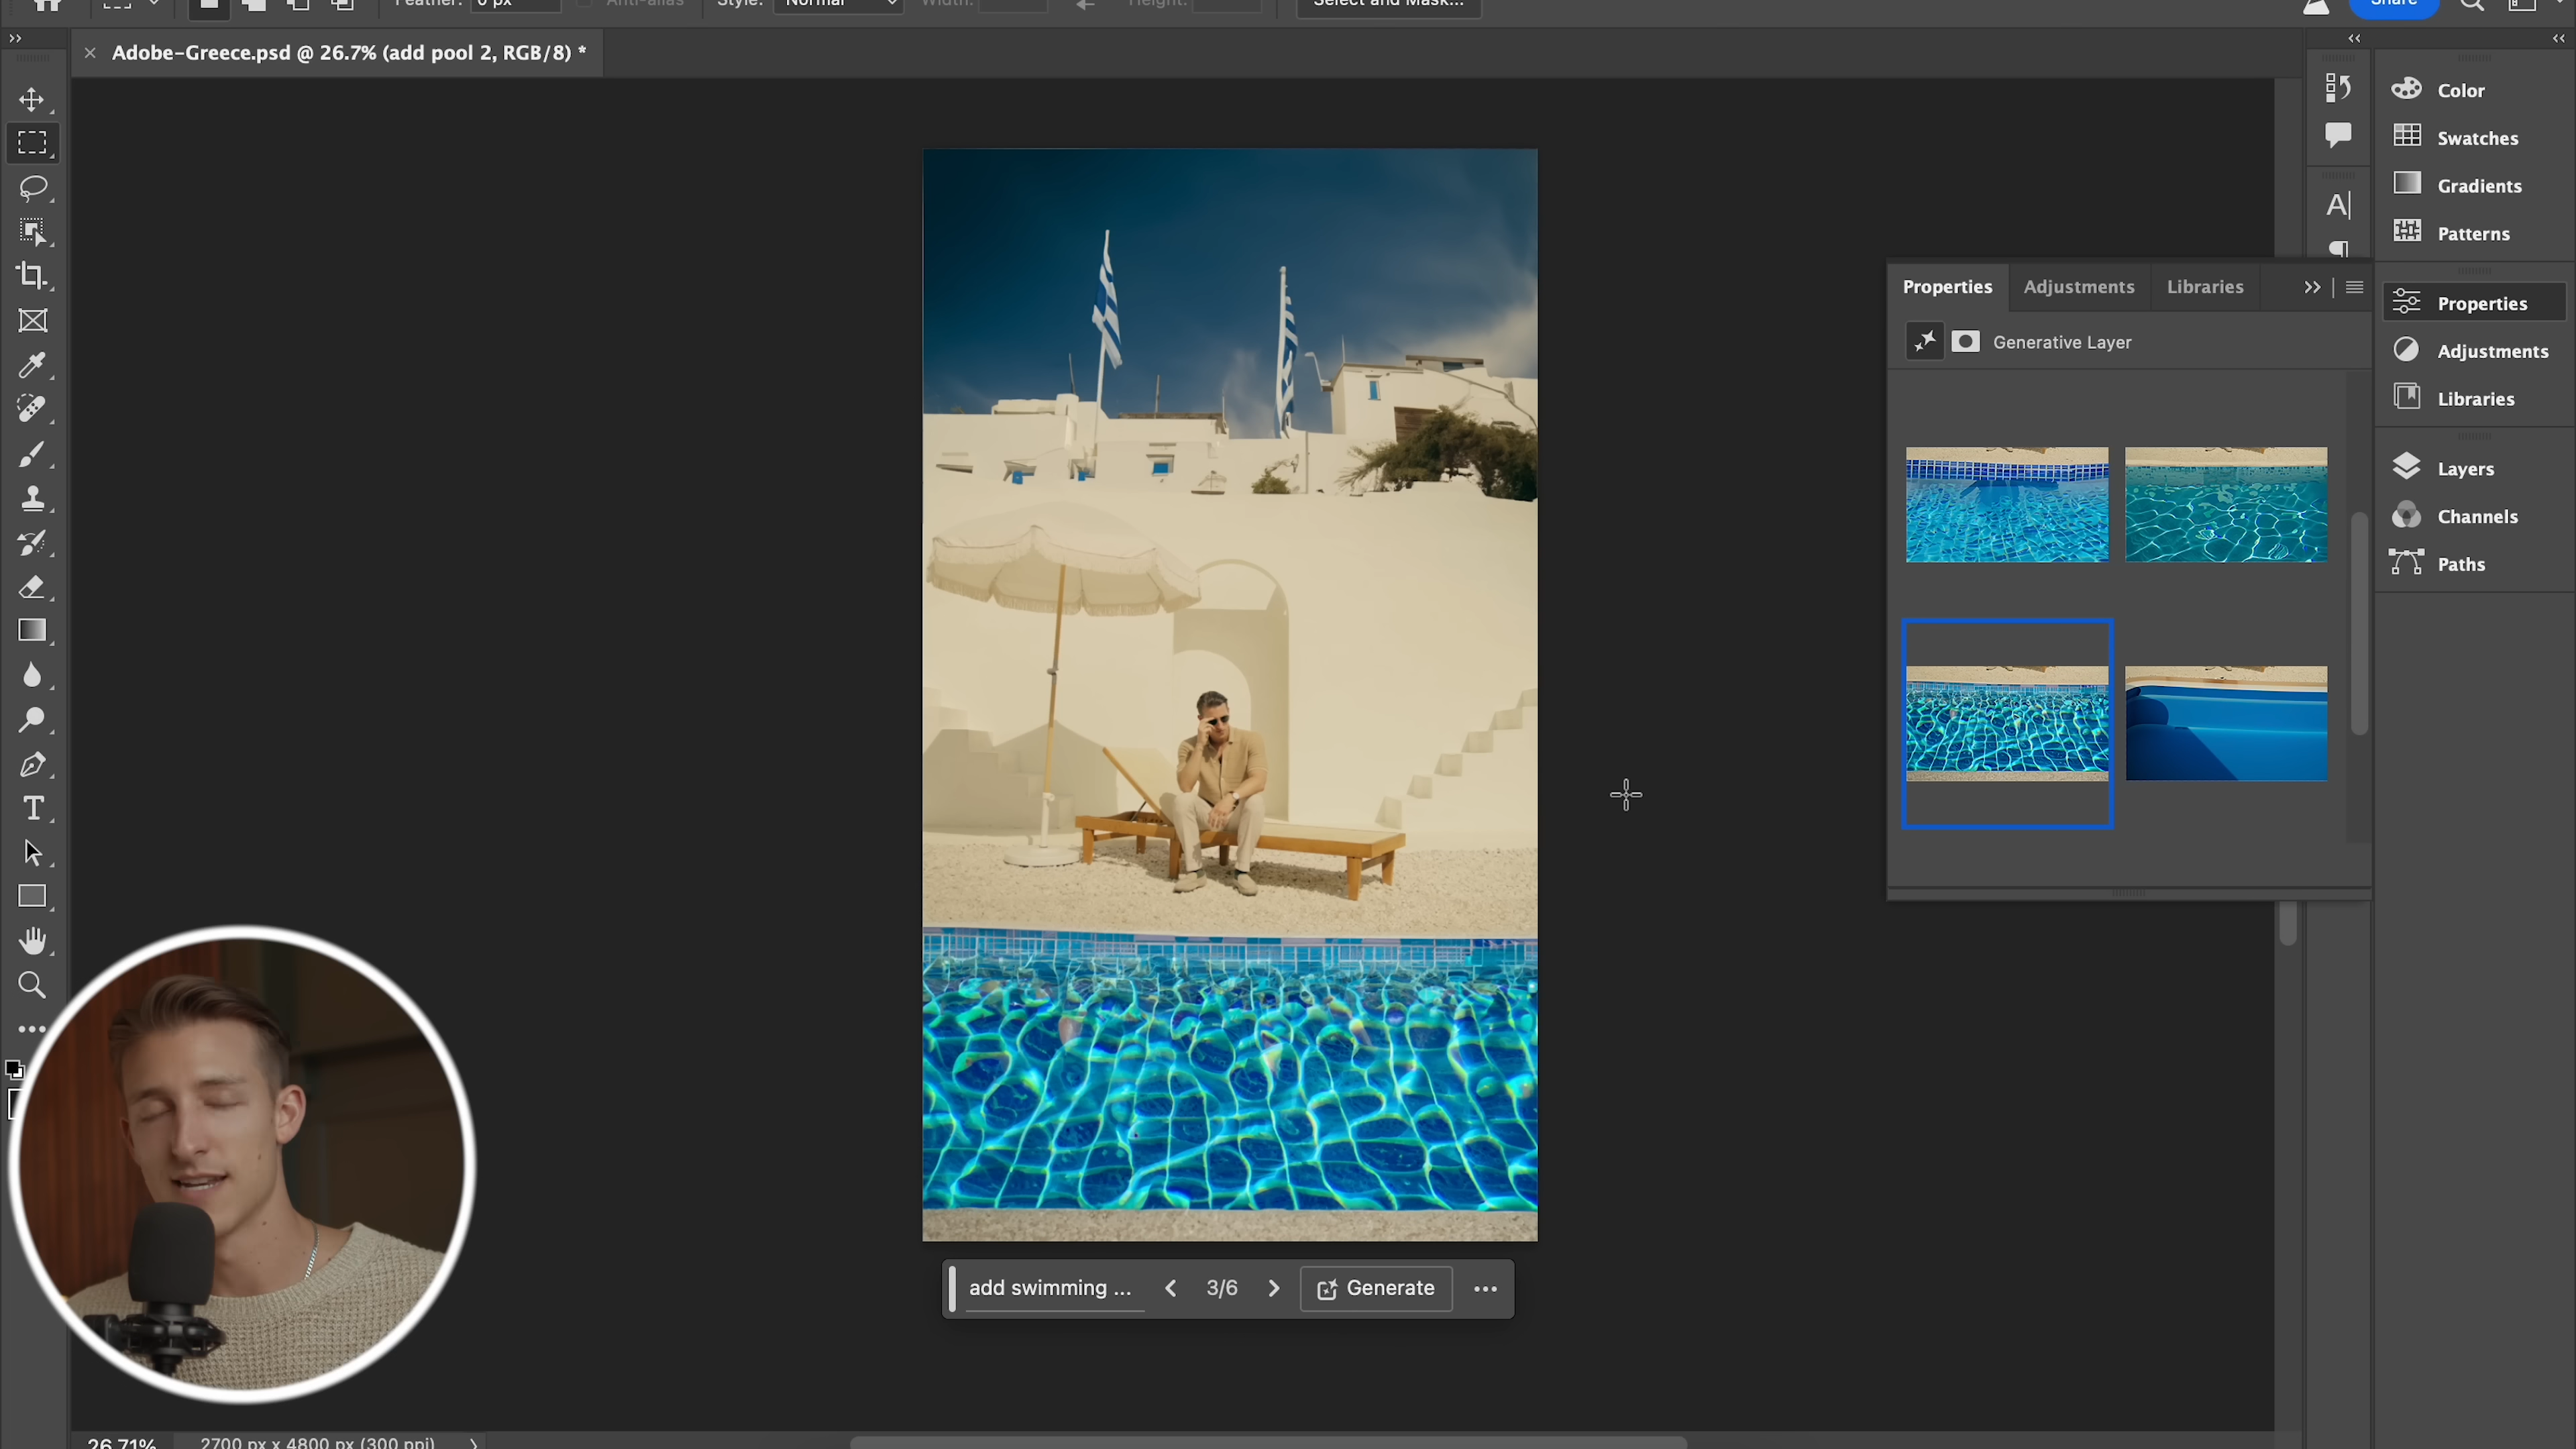 Feather: 0 px Anti-alias Style: Normal Width: Height: Select and Mask... Share
Adobe-Greece.psd @ 26.7% (add pool 2, RGB/8) *
Color
Swatches
Gradients
Patterns
Properties Adjustments Libraries
Generative Layer
Properties
Adjustments
Libraries
Layers
Channels
Paths
add swimming ... 3/6 Generate
26.71% 2700 px x 4800 px (300 ppi)